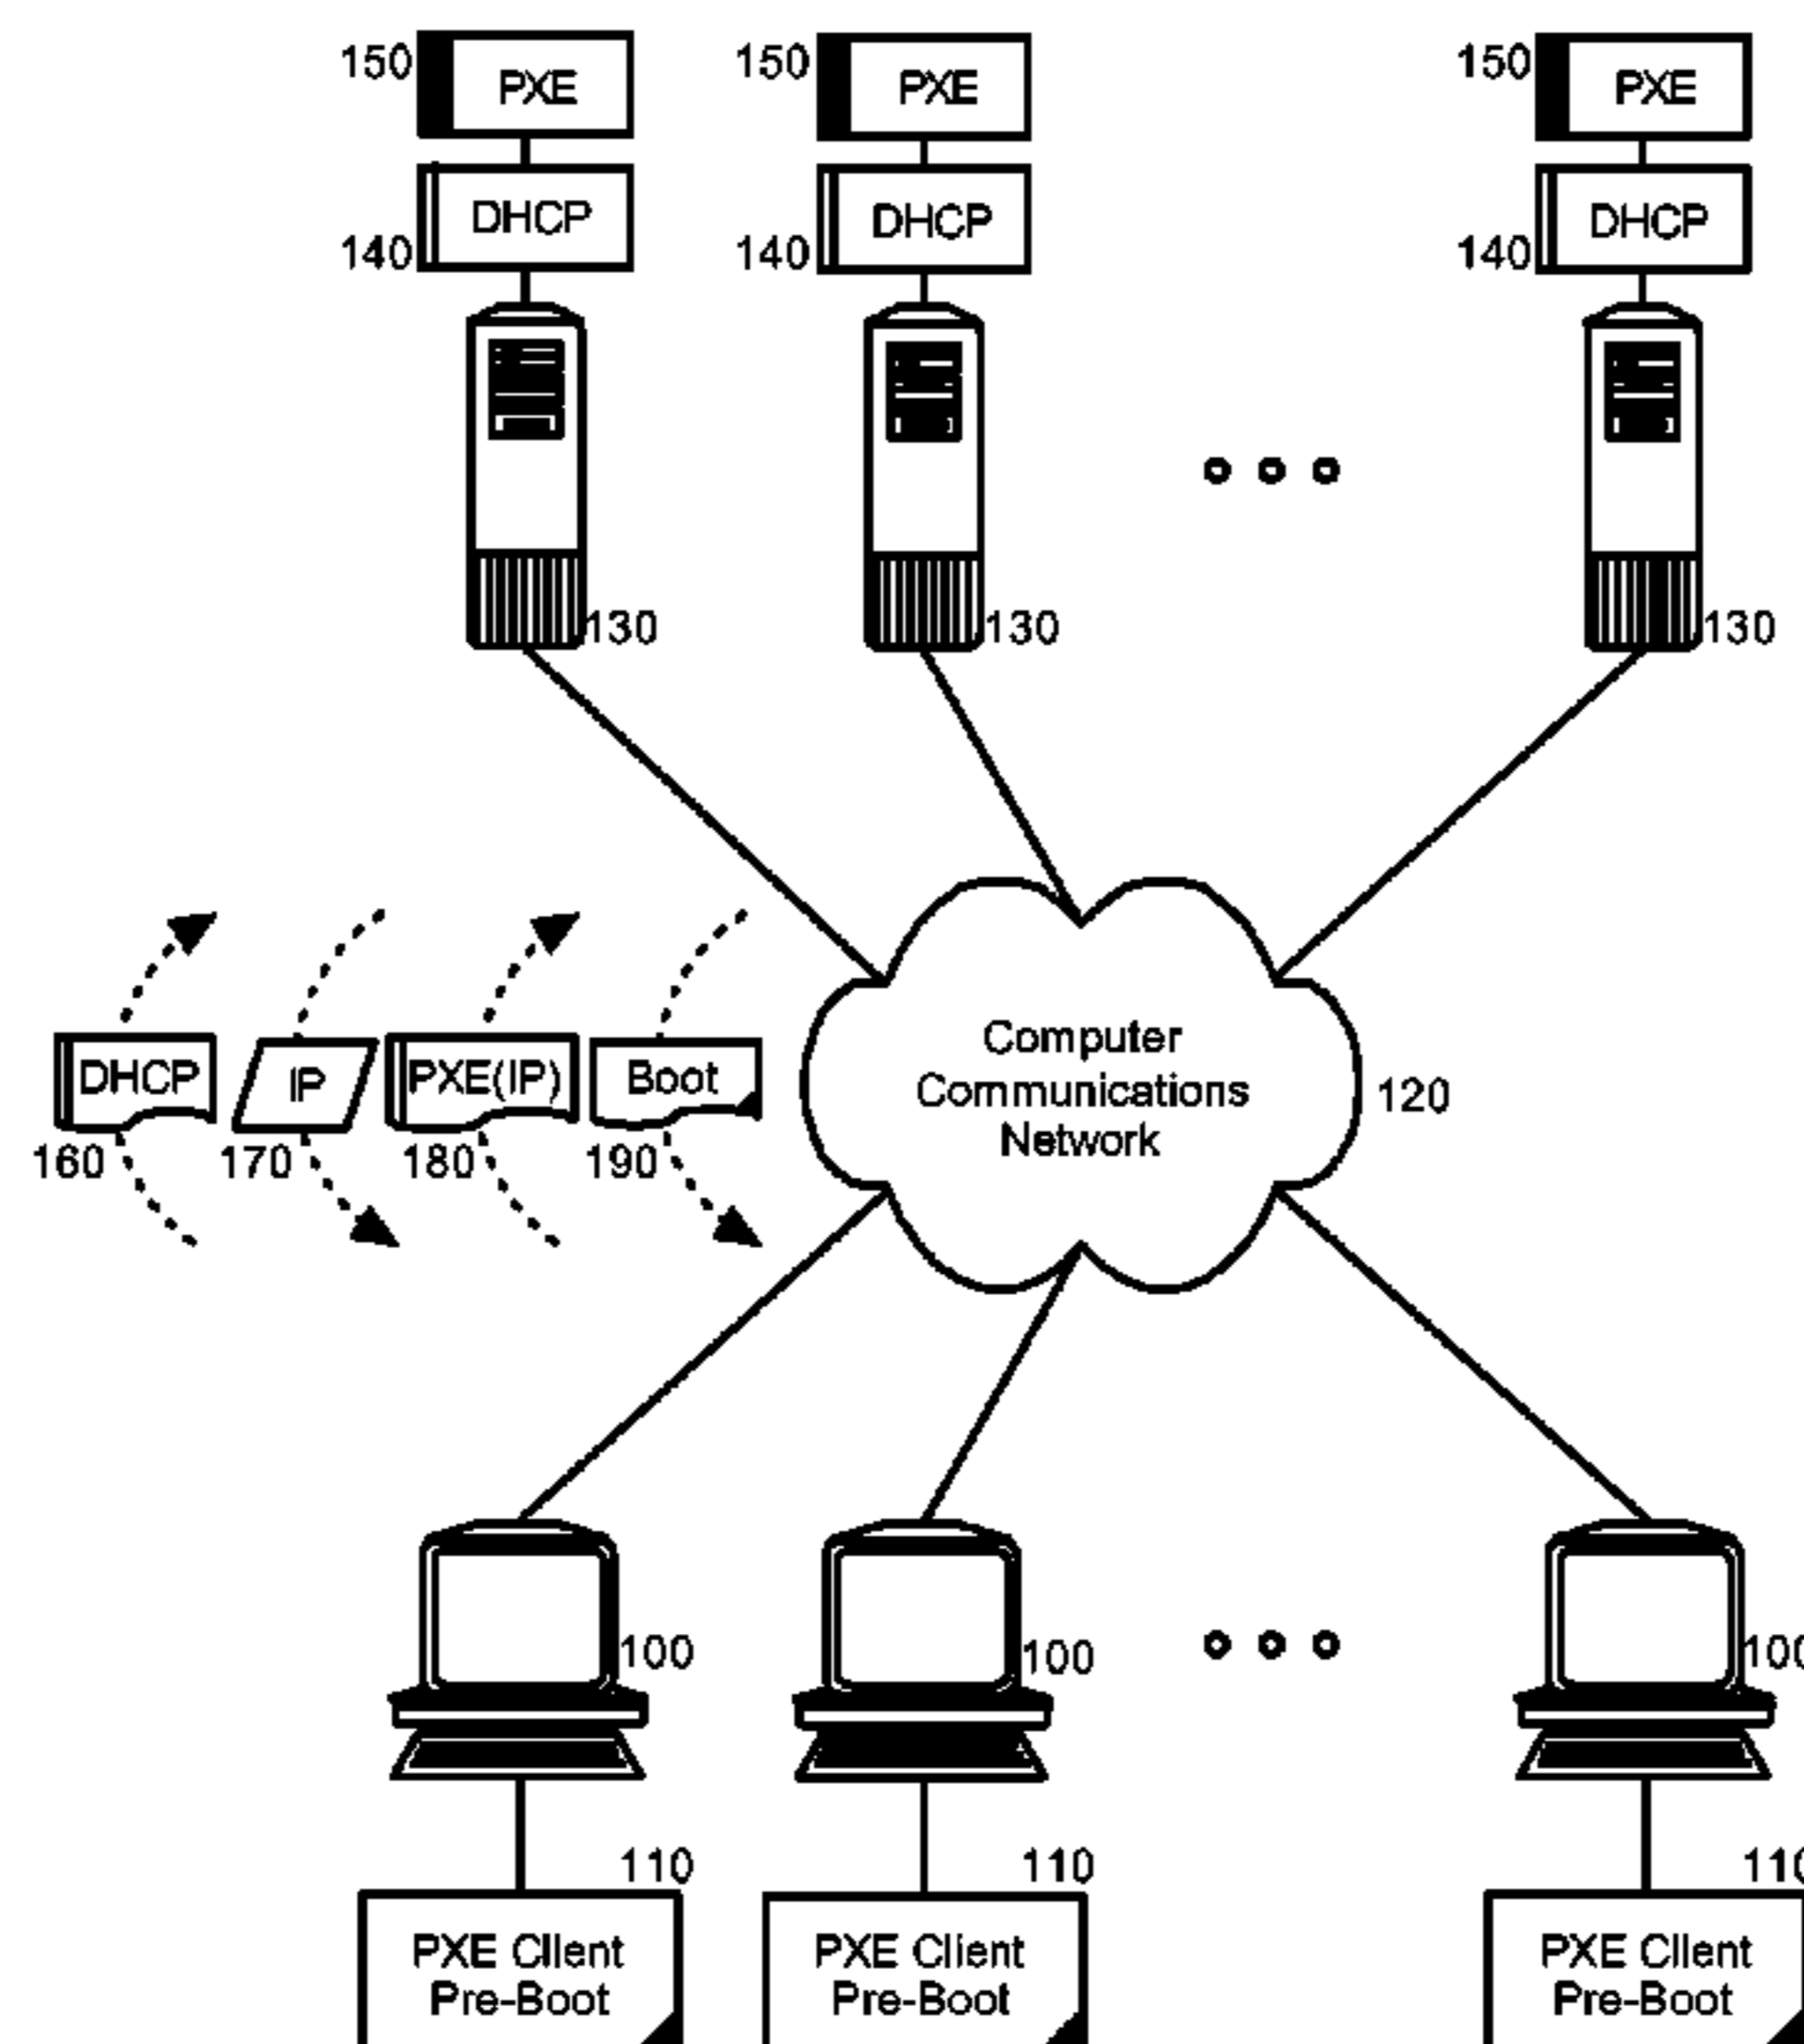 150 PXE 150 PXE 150 PXE
140 DHCP 140 DHCP 140 DHCP
130 130 130
DHCP IP PXE(IP) Boot
160 170 180 190
Computer
Communications
Network
120
100 100 100
110 110 110
PXE Client PXE Client PXE Client
Pre-Boot Pre-Boot Pre-Boot